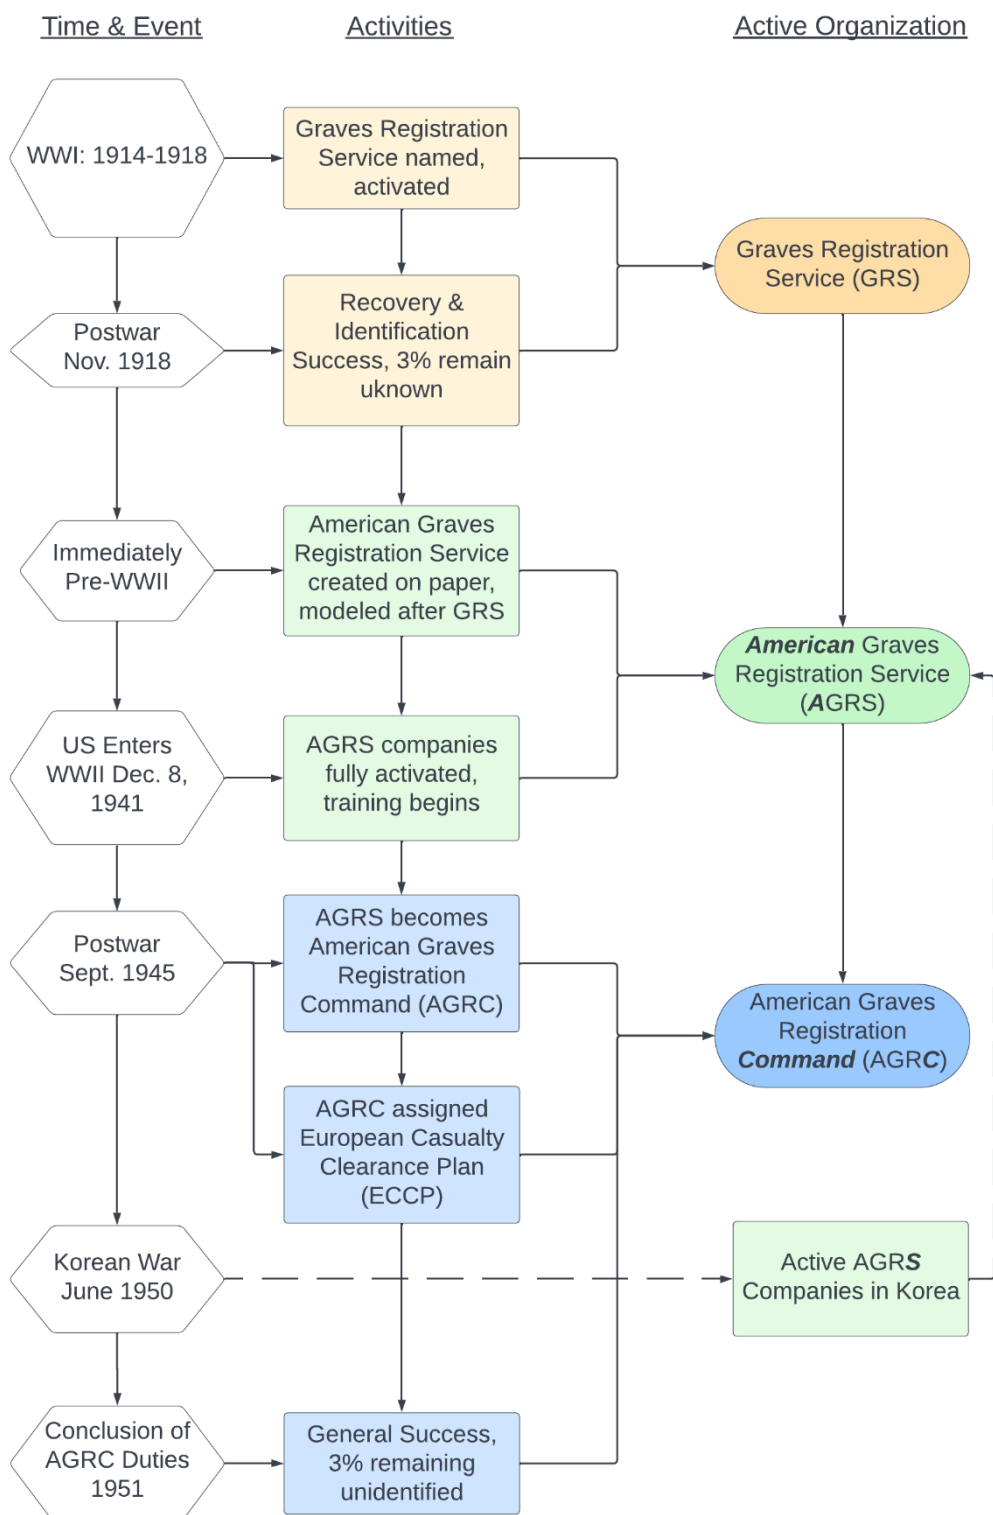 Time & Event
Activities
Active Organization
WWI: 1914-1918
Graves Registration
Service named,
activated
Graves Registration
Service (GRS)
Postwar
Nov. 1918
Recovery &
Identification
Success, 3% remain
uknown
Immediately
Pre-WWII
American Graves
Registration Service
created on paper,
modeled after GRS
American Graves
Registration Service
(AGRS)
US Enters
WWII Dec. 8,
1941
AGRS companies
fully activated,
training begins
Postwar
Sept. 1945
AGRS becomes
American Graves
Registration
Command (AGRC)
American Graves
Registration
Command (AGRC)
AGRC assigned
European Casualty
Clearance Plan
(ECCP)
Korean War
June 1950
Active AGRS
Companies in Korea
Conclusion of
AGRC Duties
1951
General Success,
3% remaining
unidentified